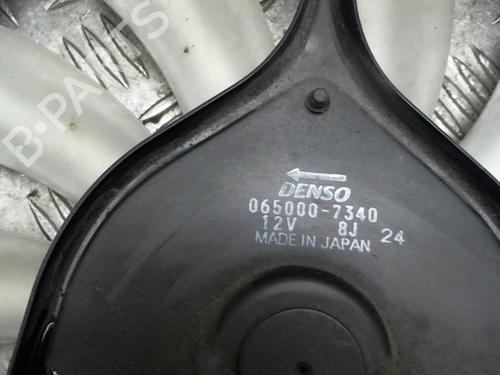 B-PARTS
DENSO
065000-7340
12V 8J 24
MADE IN JAPAN